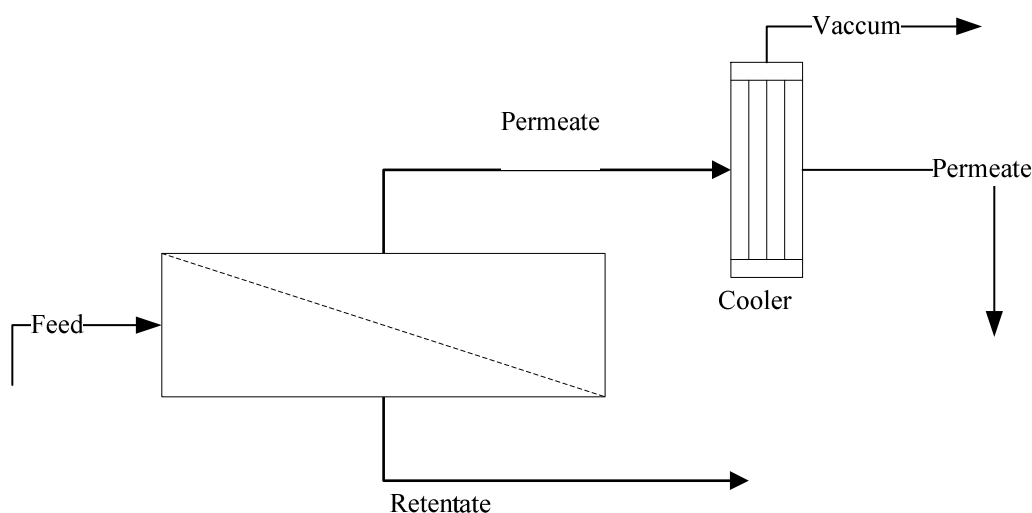 Vaccum
Permeate
Permeate
Cooler
Feed
Retentate